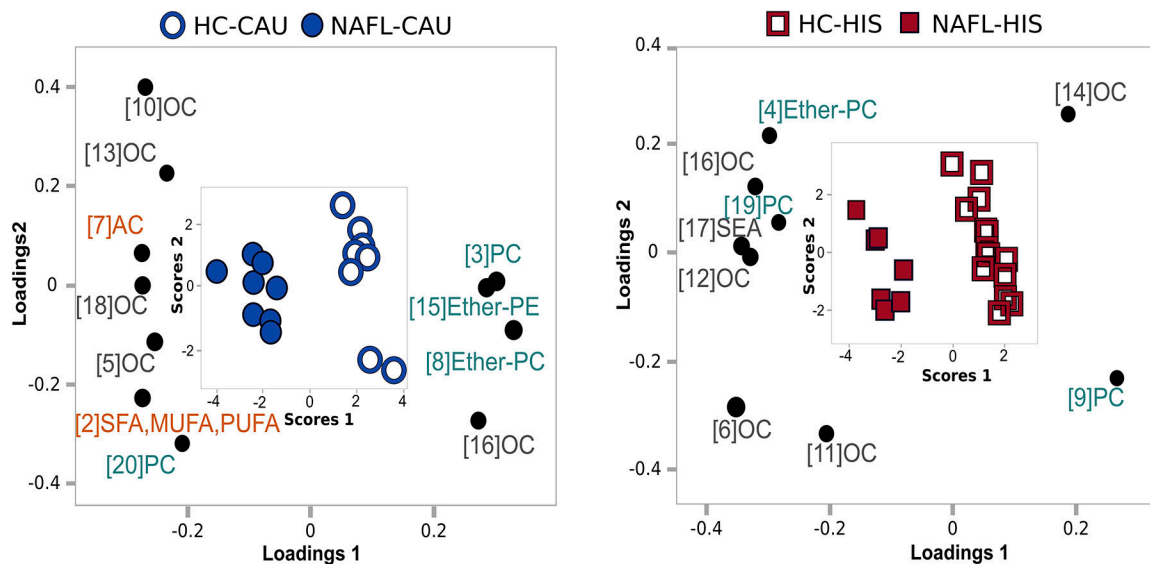 HC-CAU NAFL-CAU
0.4
0.2
0
-0.2
-0.4
Loadings2
[10]OC
[13]OC
[7]AC
[18]OC
[5]OC
[2]SFA,MUFA,PUFA
[20]PC
[3]PC
[15]Ether-PE
[8]Ether-PC
[16]OC
2
0
-2
Scores 2
-4 -2 0 2 4
Scores 1
-0.2 0 0.2
Loadings 1
HC-HIS NAFL-HIS
0.4
0.2
0
-0.2
-0.4
Loadings 2
[14]OC
[4]Ether-PC
[16]OC
[19]PC
[17]SEA
[12]OC
[6]OC
[11]OC
[9]PC
2
0
-2
Scores 2
-4 -2 0 2
Scores 1
-0.4 -0.2 0 0.2
Loadings 1